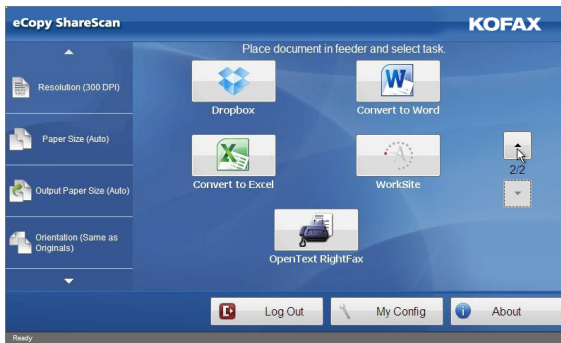 eCopy ShareScan
KOFAX
Place document in feeder and select task.
Resolution (300 DPI)
Paper Size (Auto)
Output Paper Size (Auto)
Orientation (Same as
Originals)
Dropbox
Convert to Word
Convert to Excel
WorkSite
OpenText RightFax
2/2
Log Out
My Config
About
Ready